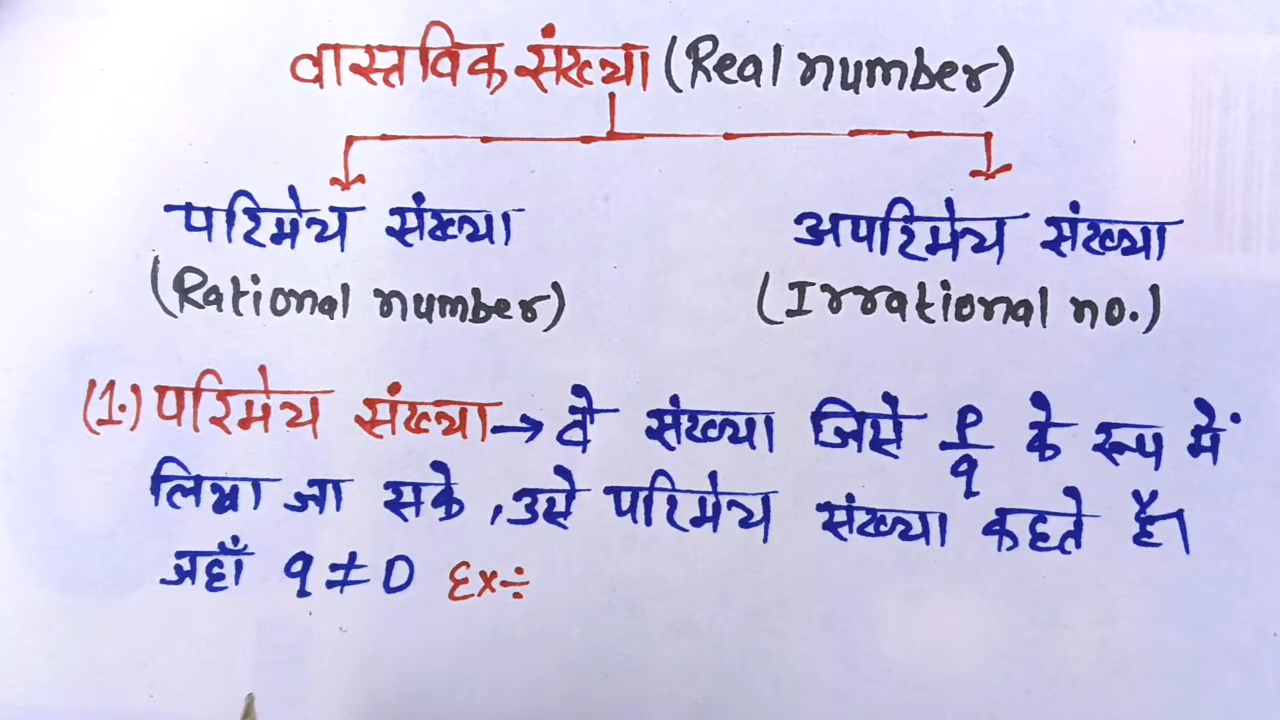 वास्तविक संख्या (Real number)
परिमेय संख्या अपरिमेय संख्या
(Rational number) (Irrational no.)
(1.) परिमेय संख्या → वे संख्या जिसे p/q के रूप में
लिखा जा सके, उसे परिमेय संख्या कहते है।
जहाँ q ≠ 0 Ex÷